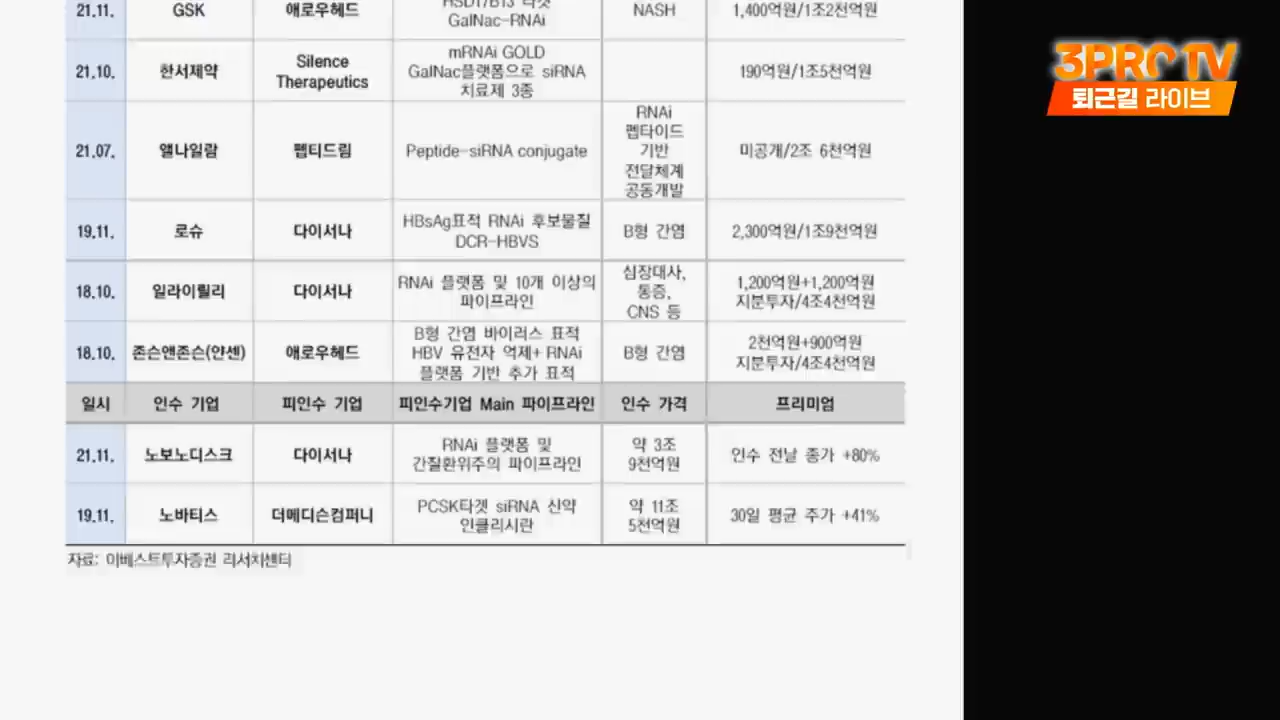 21.11. GSK 애로우헤드 GalNac-RNAi NASH 1,400억원/1조2천억원
21.10. 한서제약 Silence Therapeutics mRNAi GOLD GalNac플랫폼으로 siRNA 치료제 3종 190억원/1조5천억원
21.07. 앨나일람 펩티드림 Peptide-siRNA conjugate RNAi 펩타이드 기반 전달체계 공동개발 미공개/2조 6천억원
19.11. 로슈 다이서나 HBsAg표적 RNAi 후보물질 DCR-HBVS B형 간염 2,300억원/1조9천억원
18.10. 일라이릴리 다이서나 RNAi 플랫폼 및 10개 이상의 파이프라인 심장대사, 통증, CNS 등 1,200억원+1,200억원 지분투자/4조4천억원
18.10. 존슨앤존슨(얀센) 애로우헤드 B형 간염 바이러스 표적 HBV 유전자 억제+ RNAi 플랫폼 기반 추가 표적 B형 간염 2천억원+900억원 지분투자/4조4천억원
일시 인수 기업 피인수 기업 피인수기업 Main 파이프라인 인수 가격 프리미엄
21.11. 노보노디스크 다이서나 RNAi 플랫폼 및 간질환위주의 파이프라인 약 3조 9천억원 인수 전날 종가 +80%
19.11. 노바티스 더메디슨컴퍼니 PCSK타겟 siRNA 신약 인클리시란 약 11조 5천억원 30일 평균 주가 +41%
자료: 이베스트투자증권 리서치센터
3PRO TV
퇴근길 라이브